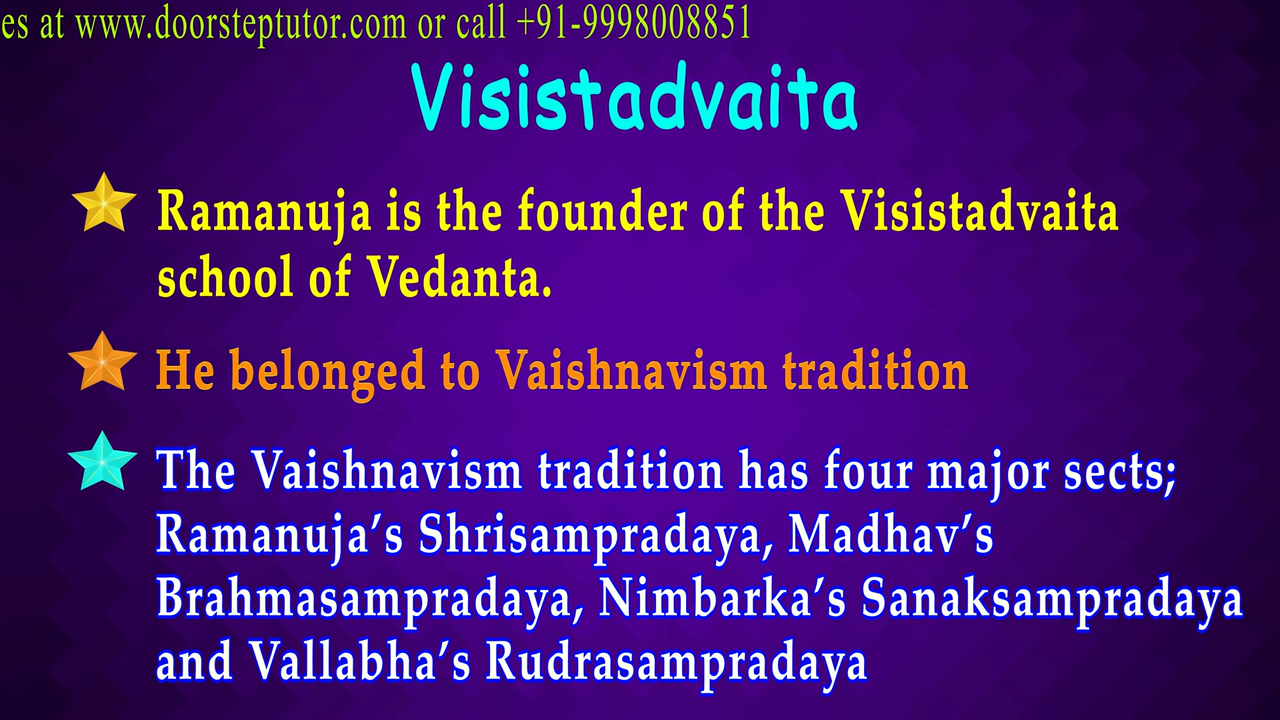 es at www.doorsteptutor.com or call +91-9998008851
Visistadvaita
Ramanuja is the founder of the Visistadvaita
school of Vedanta.
He belonged to Vaishnavism tradition
The Vaishnavism tradition has four major sects;
Ramanuja’s Shrisampradaya, Madhav’s
Brahmasampradaya, Nimbarka’s Sanaksampradaya
and Vallabha’s Rudrasampradaya